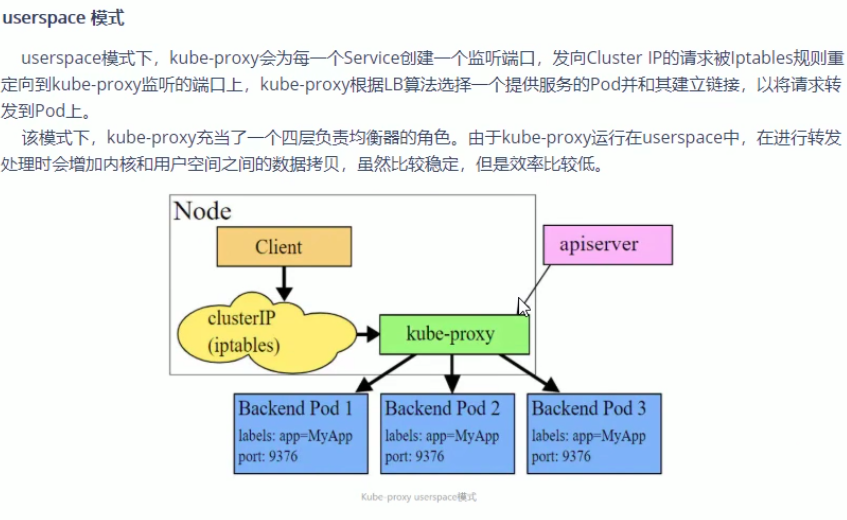 userspace 模式
userspace模式下，kube-proxy会为每一个Service创建一个监听端口，发向Cluster IP的请求被Iptables规则重
定向到kube-proxy监听的端口上，kube-proxy根据LB算法选择一个提供服务的Pod并和其建立链接，以将请求转
发到Pod上。
该模式下，kube-proxy充当了一个四层负责均衡器的角色。由于kube-proxy运行在userspace中，在进行转发
处理时会增加内核和用户空间之间的数据拷贝，虽然比较稳定，但是效率比较低。
Node
Client
apiserver
clusterIP
(iptables)
kube-proxy
Backend Pod 1
labels: app=MyApp
port: 9376
Backend Pod 2
labels: app=MyApp
port: 9376
Backend Pod 3
labels: app=MyApp
port: 9376
Kube-proxy userspace模式